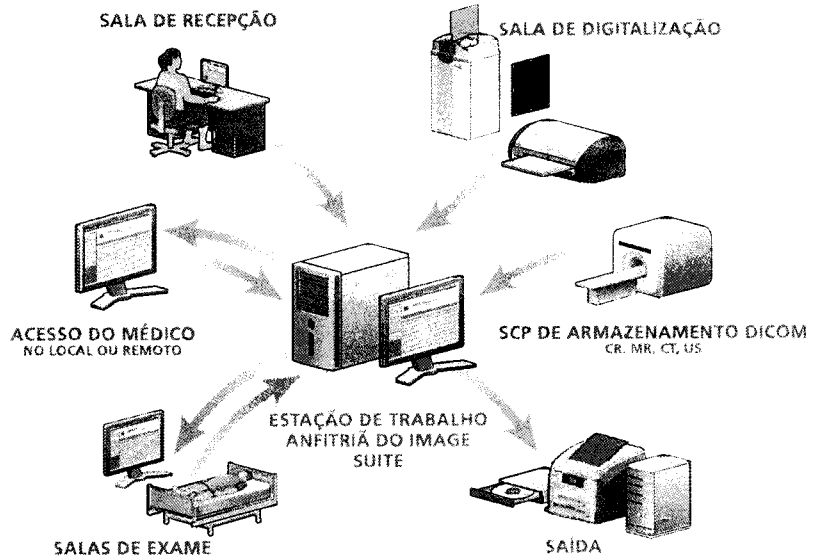 SALA DE RECEPÇÃO
SALA DE DIGITALIZAÇÃO
ACESSO DO MÉDICO
NO LOCAL OU REMOTO
SCP DE ARMAZENAMENTO DICOM
CR, MR, CT, US
ESTAÇÃO DE TRABALHO
ANFITRIÃ DO IMAGE
SUITE
SALAS DE EXAME
SAÍDA